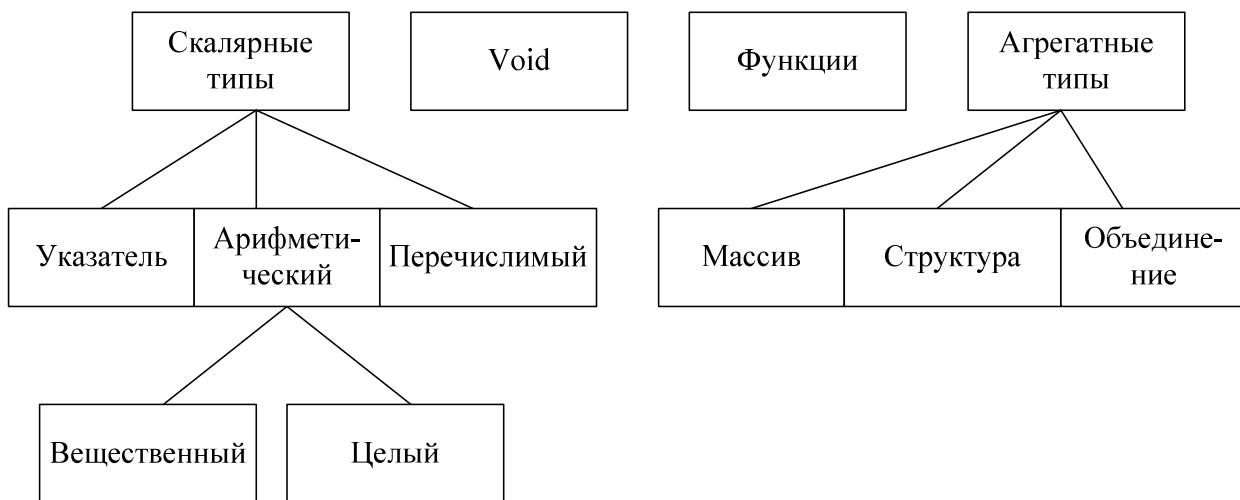 Скалярные
типы
Void
Функции
Агрегатные
типы
Указатель
Арифмети-
ческий
Перечислимый
Массив
Структура
Объедине-
ние
Вещественный
Целый